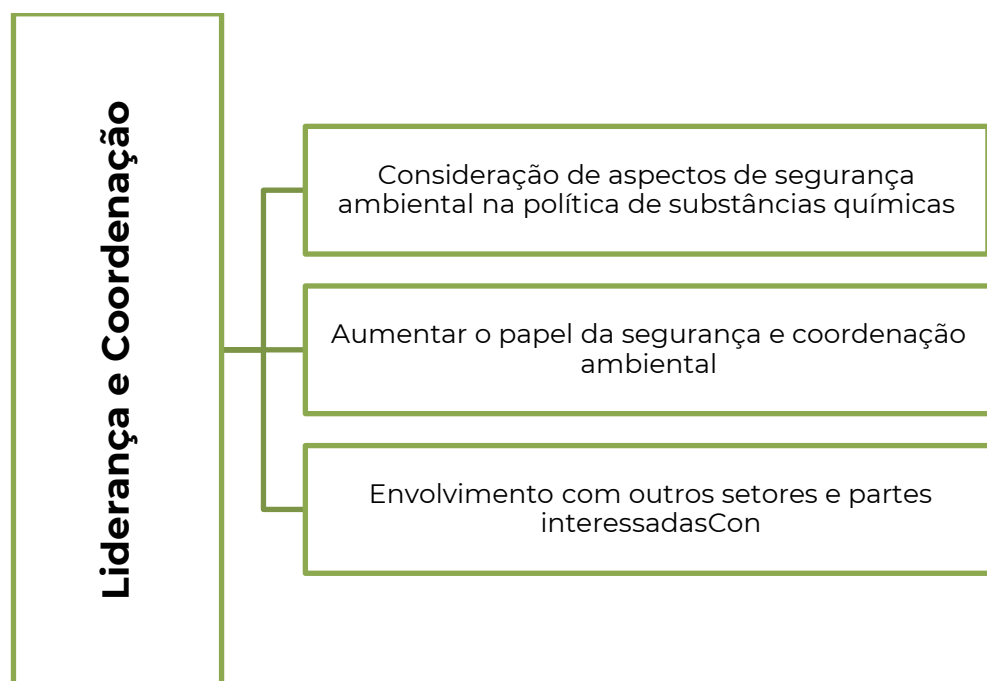 Liderança e Coordenação
Consideração de aspectos de segurança
ambiental na política de substâncias químicas
Aumentar o papel da segurança e coordenação
ambiental
Envolvimento com outros setores e partes
interessadasCon